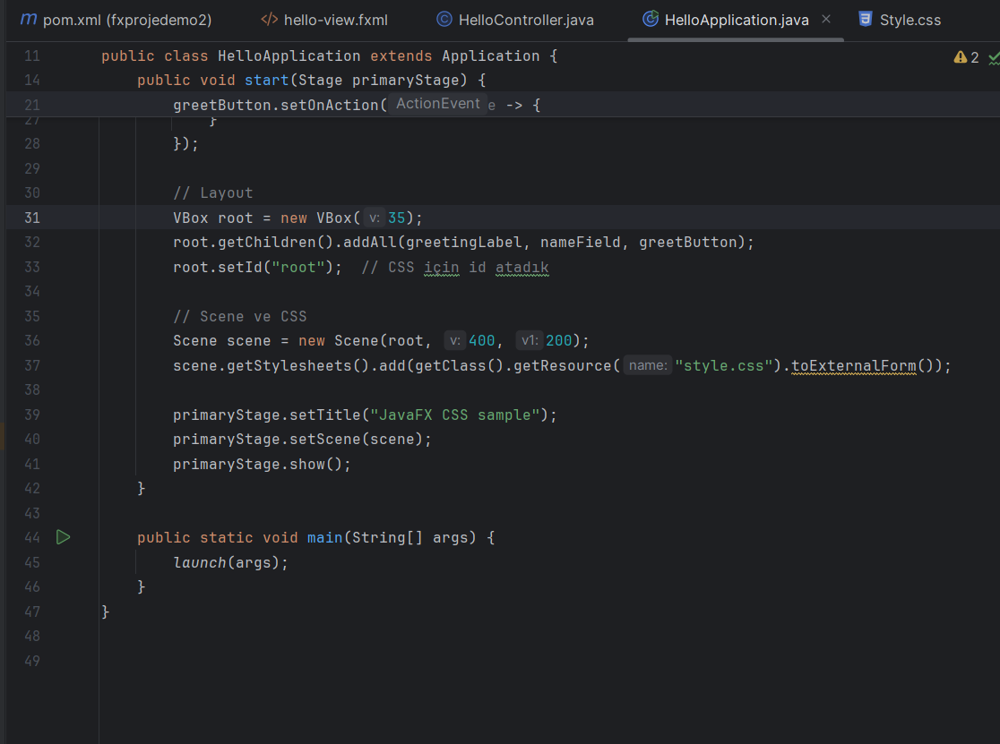 m pom.xml (fxprojedemo2) </> hello-view.fxml C HelloController.java C HelloApplication.java × Style.css
11 public class HelloApplication extends Application { 2
14 public void start(Stage primaryStage) {
21 greetButton.setOnAction( ActionEvent e -> {
27 }
28 });
29
30 // Layout
31 VBox root = new VBox( v: 35);
32 root.getChildren().addAll(greetingLabel, nameField, greetButton);
33 root.setId("root"); // CSS için id atadık
34
35 // Scene ve CSS
36 Scene scene = new Scene(root, v: 400, v1: 200);
37 scene.getStylesheets().add(getClass().getResource( name: "style.css").toExternalForm());
38
39 primaryStage.setTitle("JavaFX CSS sample");
40 primaryStage.setScene(scene);
41 primaryStage.show();
42 }
43
44 public static void main(String[] args) {
45 launch(args);
46 }
47 }
48
49